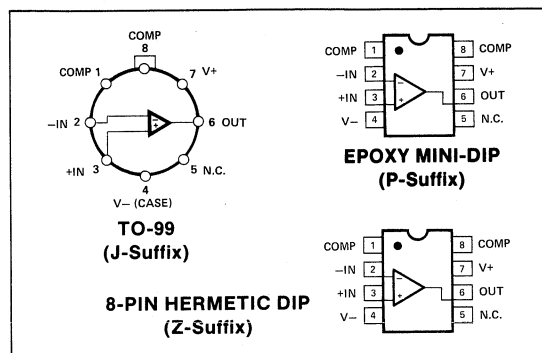 COMP
8
COMP 1
7 V+
−IN 2
6 OUT
+IN 3
5 N.C.
4
V− (CASE)
TO-99
(J-Suffix)
COMP 1
8 COMP
−IN 2
7 V+
+IN 3
6 OUT
V− 4
5 N.C.
EPOXY MINI-DIP
(P-Suffix)
COMP 1
8 COMP
−IN 2
7 V+
+IN 3
6 OUT
V− 4
5 N.C.
8-PIN HERMETIC DIP
(Z-Suffix)